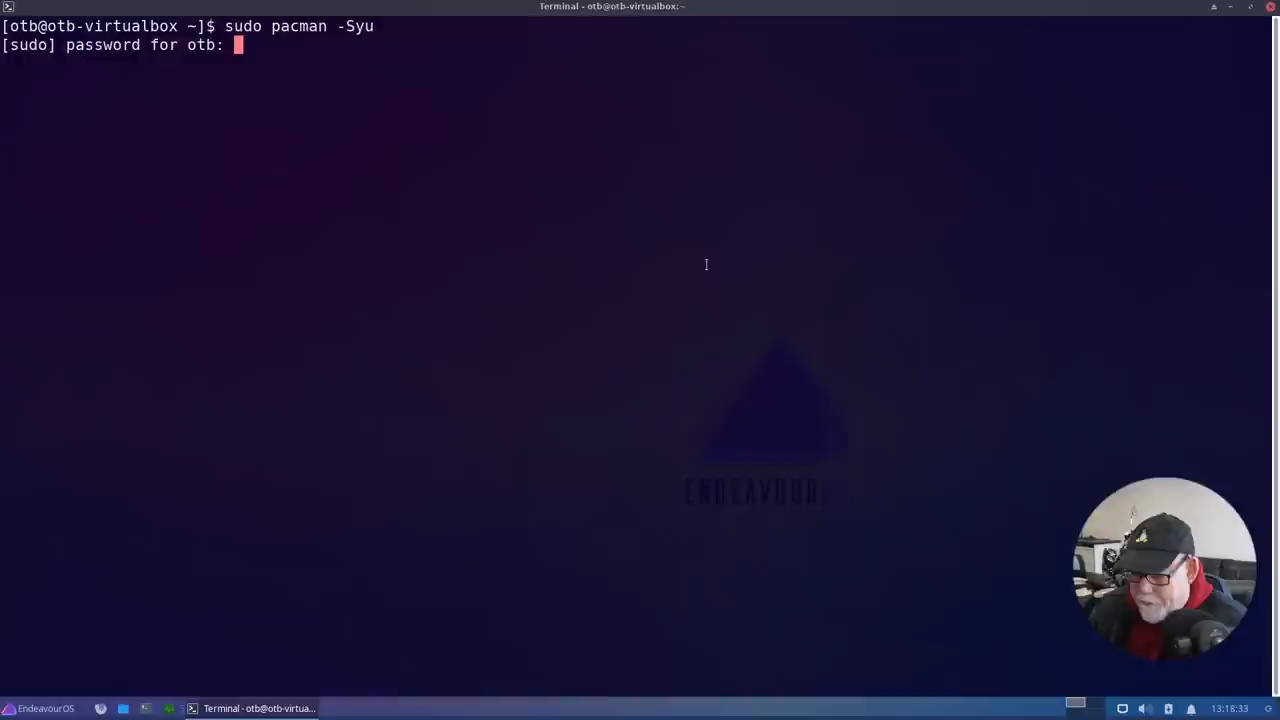 Terminal - otb@otb-virtualbox:~
[otb@otb-virtualbox ~]$ sudo pacman -Syu
[sudo] password for otb:
ENDEAVOUR
EndeavourOS
Terminal - otb@otb-virtua...
13:18:33